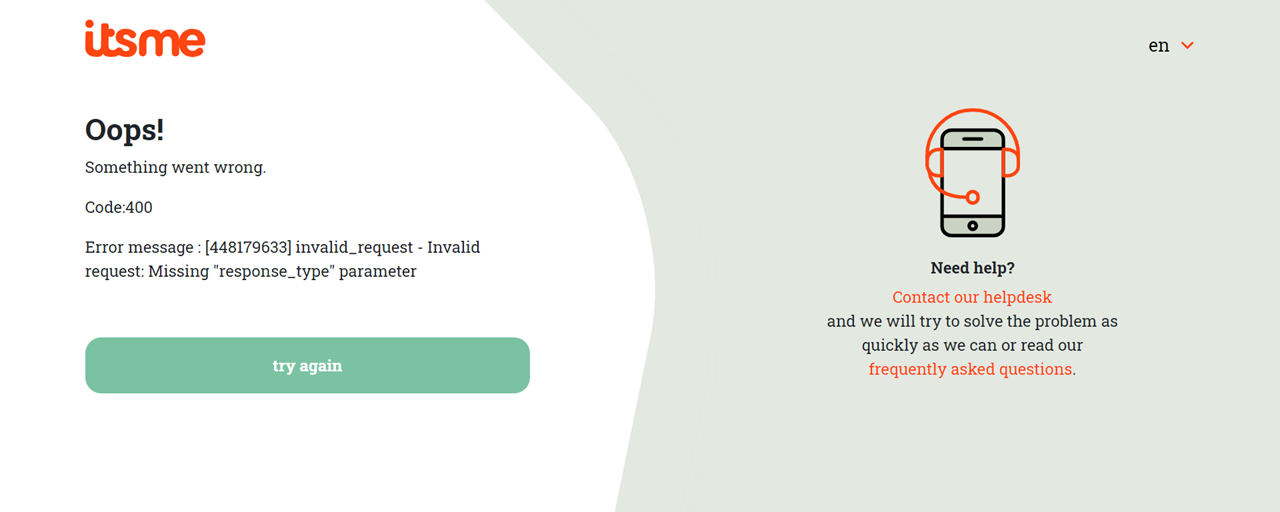 itsme
en
Oops!
Something went wrong.
Code:400
Error message : [448179633] invalid_request - Invalid
request: Missing "response_type" parameter
try again
Need help?
Contact our helpdesk
and we will try to solve the problem as
quickly as we can or read our
frequently asked questions.